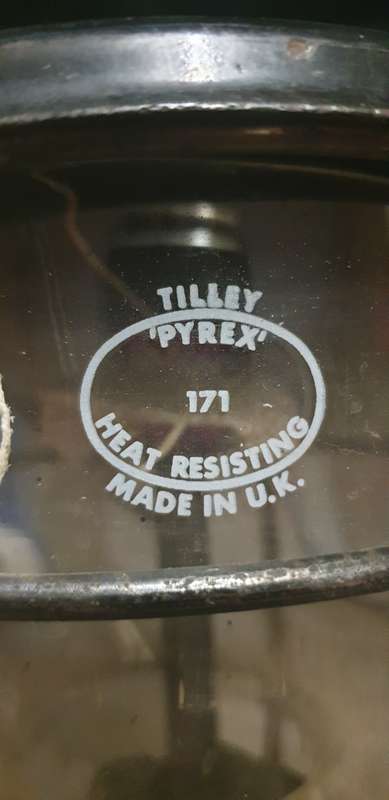 TILLEY
'PYREX'
171
HEAT RESISTING
MADE IN U.K.